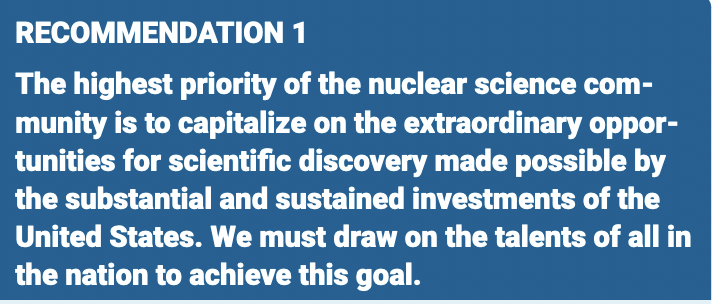 RECOMMENDATION 1
The highest priority of the nuclear science com-
munity is to capitalize on the extraordinary oppor-
tunities for scientific discovery made possible by
the substantial and sustained investments of the
United States. We must draw on the talents of all in
the nation to achieve this goal.